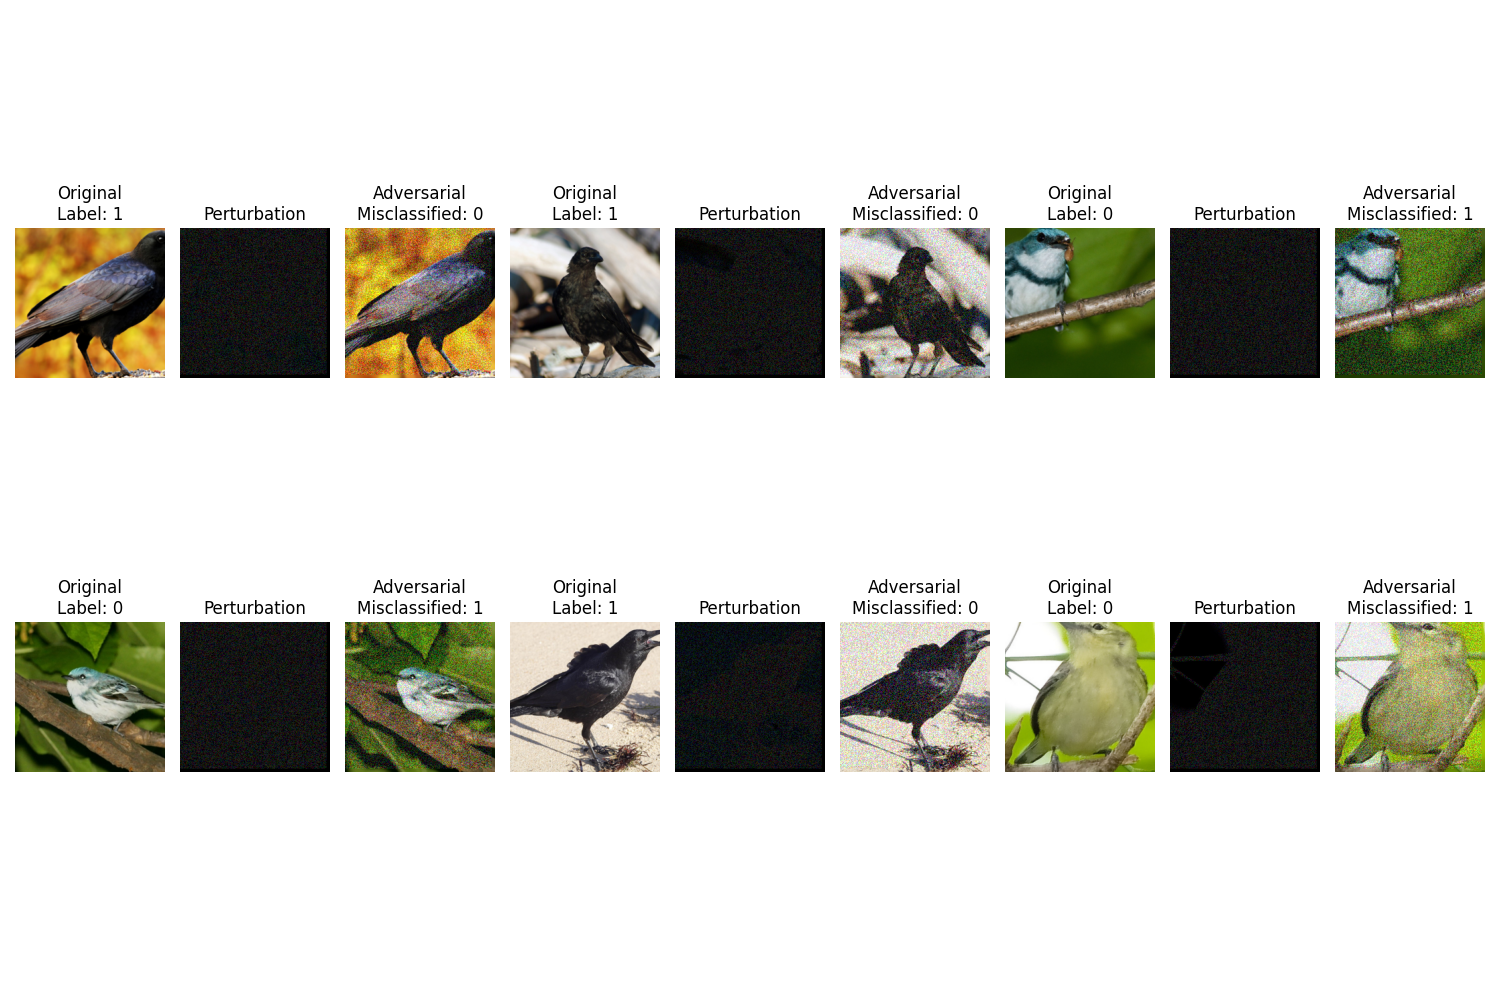 Original
Label: 1
Perturbation
Adversarial
Misclassified: 0
Original
Label: 1
Perturbation
Adversarial
Misclassified: 0
Original
Label: 0
Perturbation
Adversarial
Misclassified: 1
Original
Label: 0
Perturbation
Adversarial
Misclassified: 1
Original
Label: 1
Perturbation
Adversarial
Misclassified: 0
Original
Label: 0
Perturbation
Adversarial
Misclassified: 1